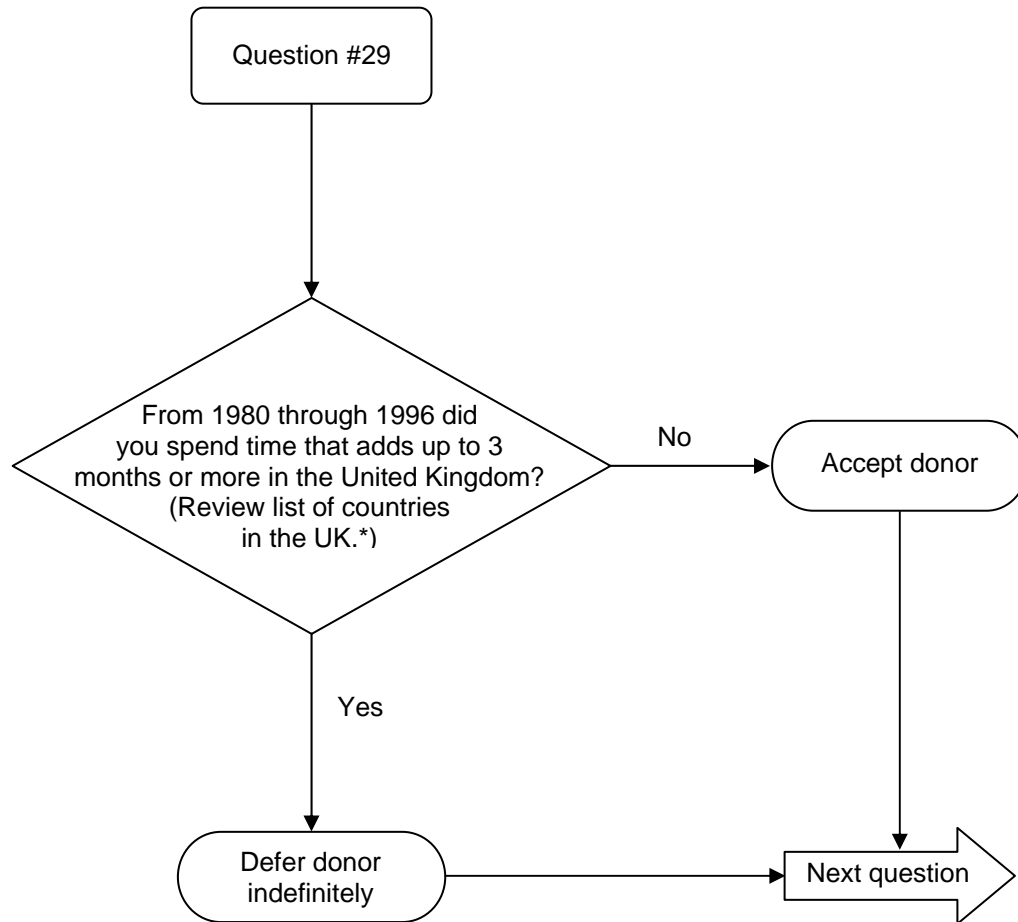 Question #29
From 1980 through 1996 did
you spend time that adds up to 3
months or more in the United Kingdom?
(Review list of countries
in the UK.*)
No
Accept donor
Yes
Defer donor
indefinitely
Next question